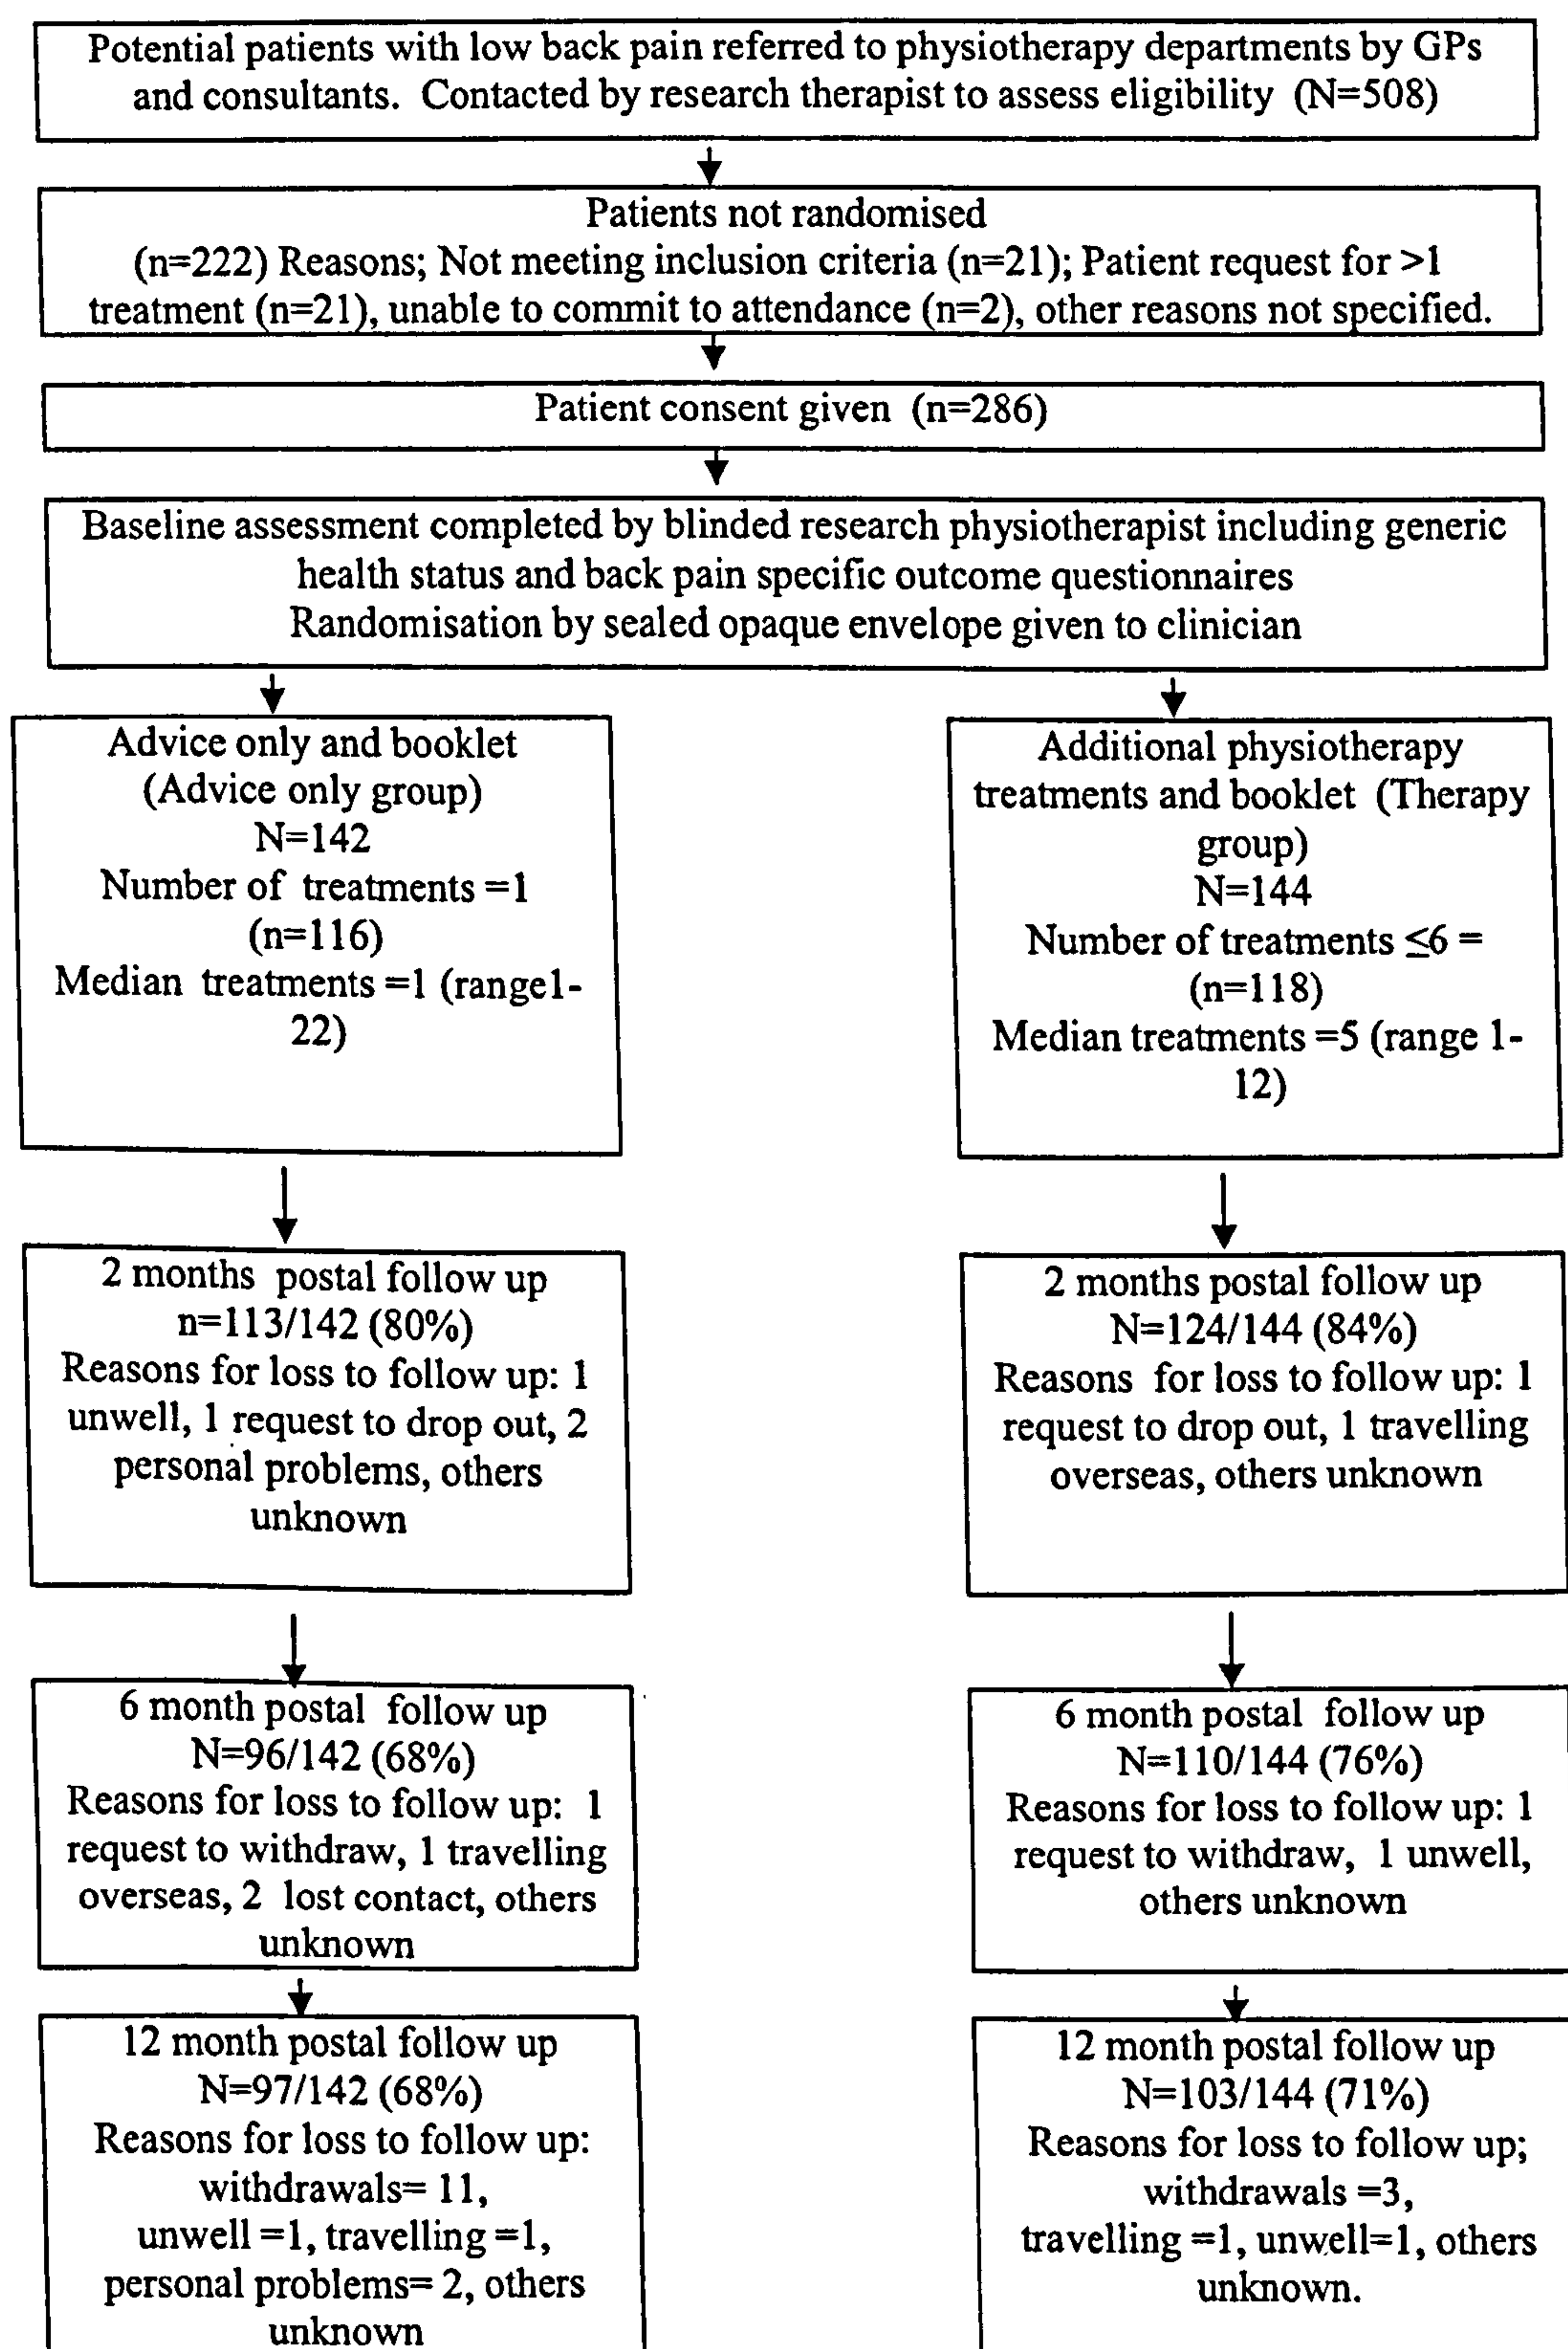 Potential patients with low back pain referred to physiotherapy departments by GPs
and consultants. Contacted by research therapist to assess eligibility (N=508)
Patients not randomised
(n=222) Reasons; Not meeting inclusion criteria (n=21); Patient request for >1
treatment (n=21), unable to commit to attendance (n=2), other reasons not specified.
Patient consent given (n=286)
Baseline assessment completed by blinded research physiotherapist including generic
health status and back pain specific outcome questionnaires
Randomisation by sealed opaque envelope given to clinician
Advice only and booklet
(Advice only group)
N=142
Number of treatments =1
(n=116)
Median treatments =1 (range1-
22)
Additional physiotherapy
treatments and booklet (Therapy
group)
N=144
Number of treatments ≤6 =
(n=118)
Median treatments =5 (range 1-
12)
2 months postal follow up
n=113/142 (80%)
Reasons for loss to follow up: 1
unwell, 1 request to drop out, 2
personal problems, others
unknown
2 months postal follow up
N=124/144 (84%)
Reasons for loss to follow up: 1
request to drop out, 1 travelling
overseas, others unknown
6 month postal follow up
N=96/142 (68%)
Reasons for loss to follow up: 1
request to withdraw, 1 travelling
overseas, 2 lost contact, others
unknown
6 month postal follow up
N=110/144 (76%)
Reasons for loss to follow up: 1
request to withdraw, 1 unwell,
others unknown
12 month postal follow up
N=97/142 (68%)
Reasons for loss to follow up:
withdrawals= 11,
unwell =1, travelling =1,
personal problems= 2, others
unknown
12 month postal follow up
N=103/144 (71%)
Reasons for loss to follow up;
withdrawals =3,
travelling =1, unwell=1, others
unknown.